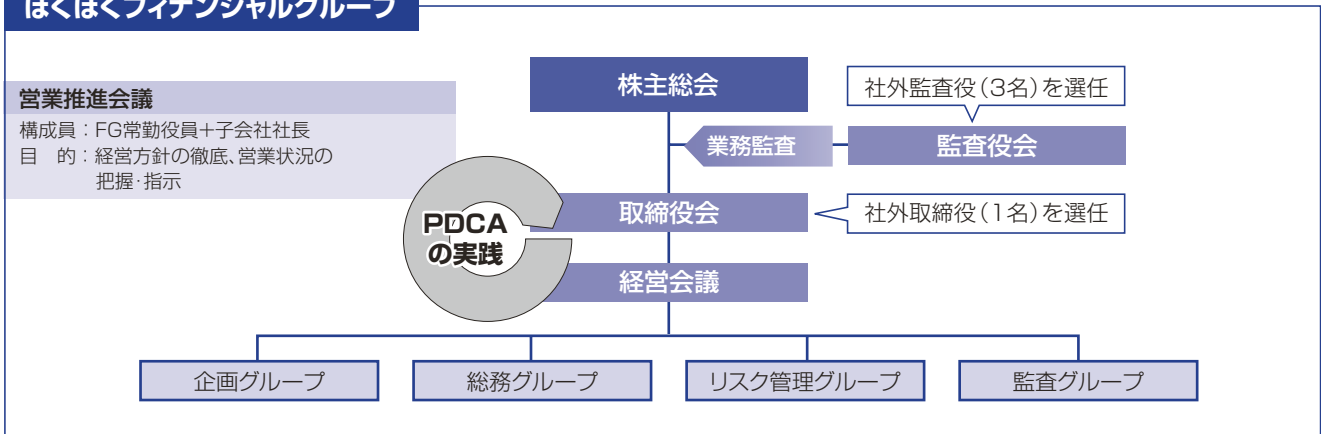 ほくほくフィナンシャルグループ
営業推進会議
構成員：FG常勤役員＋子会社社長
目　的：経営方針の徹底、営業状況の
把握・指示
株主総会
社外監査役（3名）を選任
業務監査
監査役会
PDCA
の実践
取締役会
社外取締役（1名）を選任
経営会議
企画グループ
総務グループ
リスク管理グループ
監査グループ